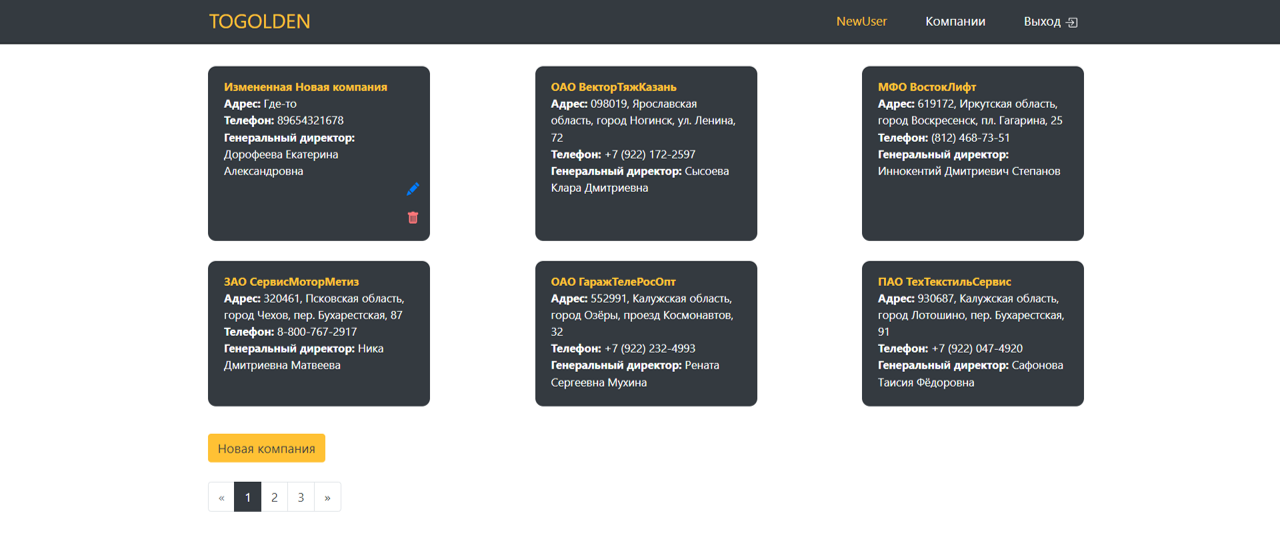 TOGOLDEN
NewUser
Компании
Выход
Измененная Новая компания
Адрес: Где-то
Телефон: 89654321678
Генеральный директор:
Дорофеева Екатерина
Александровна
ОАО ВекторТяжКазань
Адрес: 098019, Ярославская
область, город Ногинск, ул. Ленина,
72
Телефон: +7 (922) 172-2597
Генеральный директор: Сысоева
Клара Дмитриевна
МФО ВостокЛифт
Адрес: 619172, Иркутская область,
город Воскресенск, пл. Гагарина, 25
Телефон: (812) 468-73-51
Генеральный директор:
Иннокентий Дмитриевич Степанов
ЗАО СервисМоторМетиз
Адрес: 320461, Псковская область,
город Чехов, пер. Бухарестская, 87
Телефон: 8-800-767-2917
Генеральный директор: Ника
Дмитриевна Матвеева
ОАО ГаражТелеРосОпт
Адрес: 552991, Калужская область,
город Озёры, проезд Космонавтов,
32
Телефон: +7 (922) 232-4993
Генеральный директор: Рената
Сергеевна Мухина
ПАО ТехТекстильСервис
Адрес: 930687, Калужская область,
город Лотошино, пер. Бухарестская,
91
Телефон: +7 (922) 047-4920
Генеральный директор: Сафонова
Таисия Фёдоровна
Новая компания
« 1 2 3 »